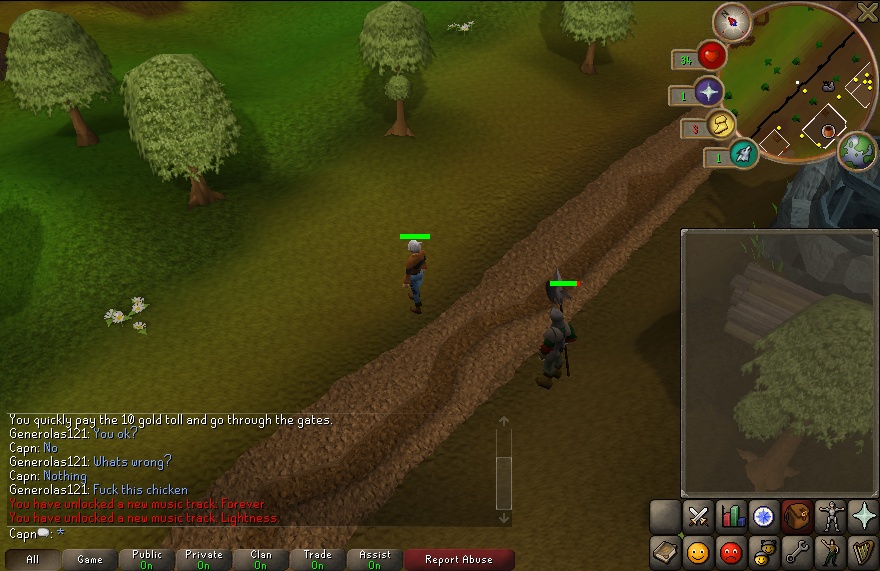 34
1
8
1
You quickly pay the 10 gold toll and go through the gates.
Generolas121: You ok?
Capn: No
Generolas121: Whats wrong?
Capn: Nothing
Generolas121: Fuck this chicken
You have unlocked a new music track: Forever
You have unlocked a new music track: Lightness
Capn: *
All
Game
Public
On
Private
On
Clan
On
Trade
On
Assist
On
Report Abuse